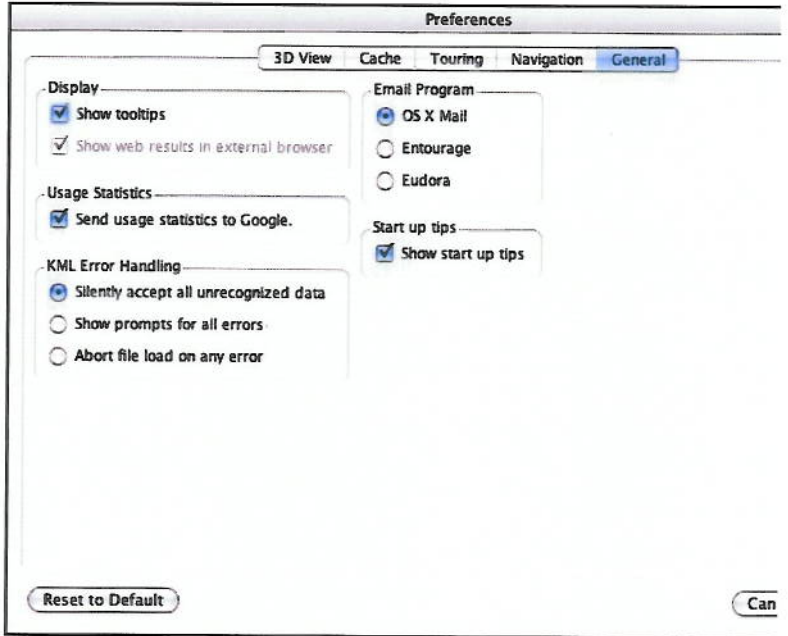 Preferences
3D View Cache Touring Navigation General
Display
Show tooltips
Show web results in external browser
Usage Statistics
Send usage statistics to Google.
KML Error Handling
Silently accept all unrecognized data
Show prompts for all errors
Abort file load on any error
Email Program
OS X Mail
Entourage
Eudora
Start up tips
Show start up tips
Reset to Default
Can